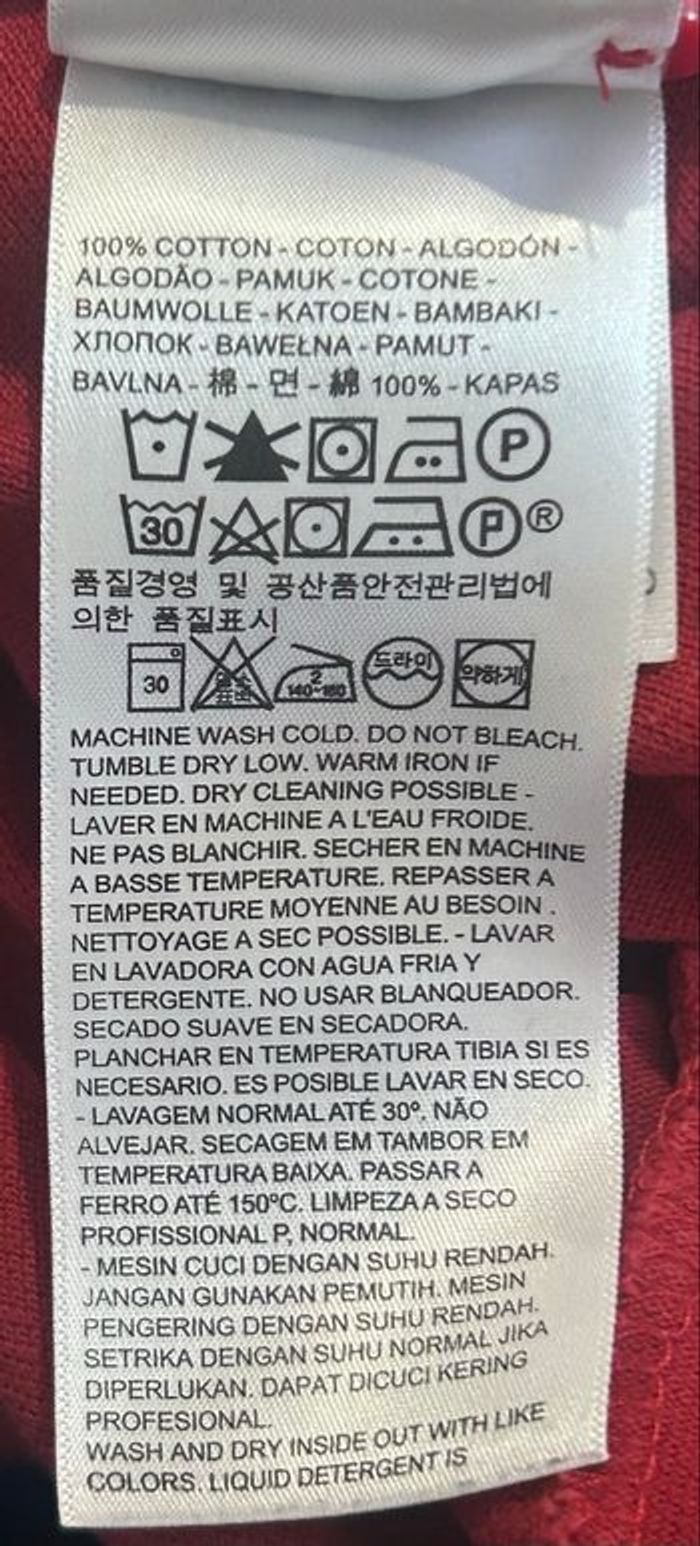 100% COTTON - COTON - ALGODÓN -
ALGODÃO - PAMUK - COTONE -
BAUMWOLLE - KATOEN - BAMBAKI -
ХЛОПОК - BAWEŁNA - PAMUT -
BAVLNA - 棉 - 면 - 綿 100% - KAPAS
P
30 P ®
품질경영 및 공산품안전관리법에
의한 품질표시
30 2 140~160 드라이 약하게
MACHINE WASH COLD. DO NOT BLEACH.
TUMBLE DRY LOW. WARM IRON IF
NEEDED. DRY CLEANING POSSIBLE -
LAVER EN MACHINE A L'EAU FROIDE.
NE PAS BLANCHIR. SECHER EN MACHINE
A BASSE TEMPERATURE. REPASSER A
TEMPERATURE MOYENNE AU BESOIN .
NETTOYAGE A SEC POSSIBLE. - LAVAR
EN LAVADORA CON AGUA FRIA Y
DETERGENTE. NO USAR BLANQUEADOR.
SECADO SUAVE EN SECADORA.
PLANCHAR EN TEMPERATURA TIBIA SI ES
NECESARIO. ES POSIBLE LAVAR EN SECO.
- LAVAGEM NORMAL ATÉ 30º. NÃO
ALVEJAR. SECAGEM EM TAMBOR EM
TEMPERATURA BAIXA. PASSAR A
FERRO ATÉ 150ºC. LIMPEZA A SECO
PROFISSIONAL P, NORMAL.
- MESIN CUCI DENGAN SUHU RENDAH.
JANGAN GUNAKAN PEMUTIH. MESIN
PENGERING DENGAN SUHU RENDAH.
SETRIKA DENGAN SUHU NORMAL JIKA
DIPERLUKAN. DAPAT DICUCI KERING
PROFESIONAL.
WASH AND DRY INSIDE OUT WITH LIKE
COLORS. LIQUID DETERGENT IS